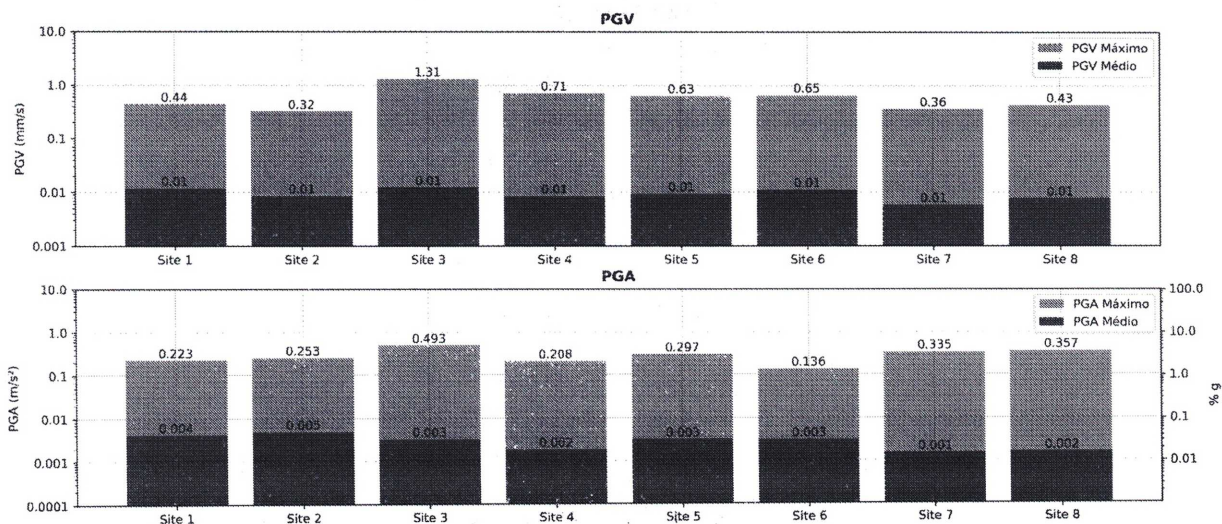 PGV
10.0
1.0
0.1
0.01
0.001
PGV (mm/s)
PGV Máximo
PGV Médio
0.44
0.32
1.31
0.71
0.63
0.65
0.36
0.43
0.01
0.01
0.01
0.01
0.01
0.01
0.01
0.01
Site 1
Site 2
Site 3
Site 4
Site 5
Site 6
Site 7
Site 8
PGA
10.0
1.0
0.1
0.01
0.001
0.0001
PGA (m/s²)
PGA Máximo
PGA Médio
0.223
0.253
0.493
0.208
0.297
0.136
0.335
0.357
0.004
0.005
0.003
0.002
0.003
0.003
0.001
0.002
100.0
10.0
1.0
0.1
0.01
% g
Site 1
Site 2
Site 3
Site 4
Site 5
Site 6
Site 7
Site 8